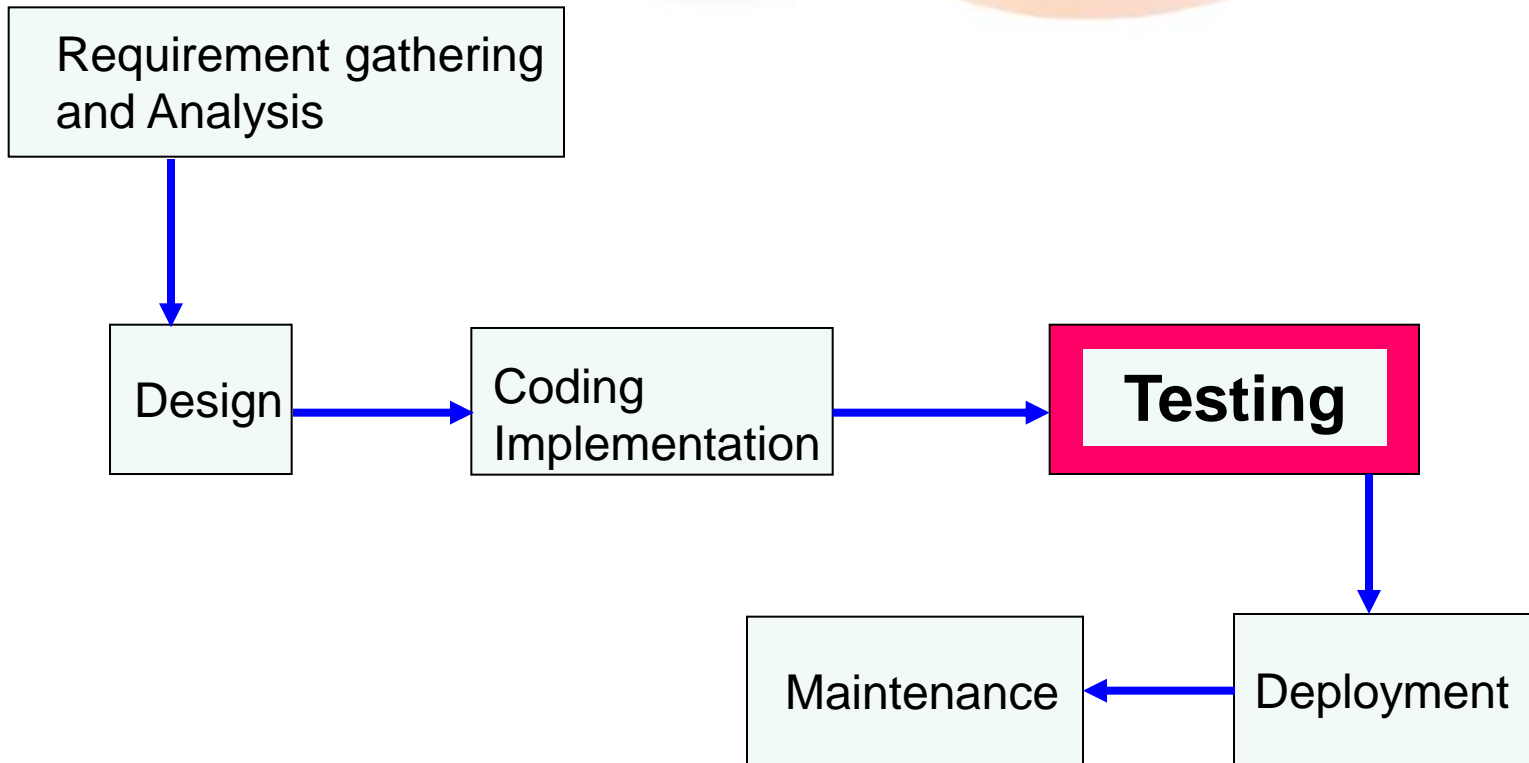 Requirement gathering
and Analysis
Design
Coding
Implementation
Testing
Maintenance
Deployment